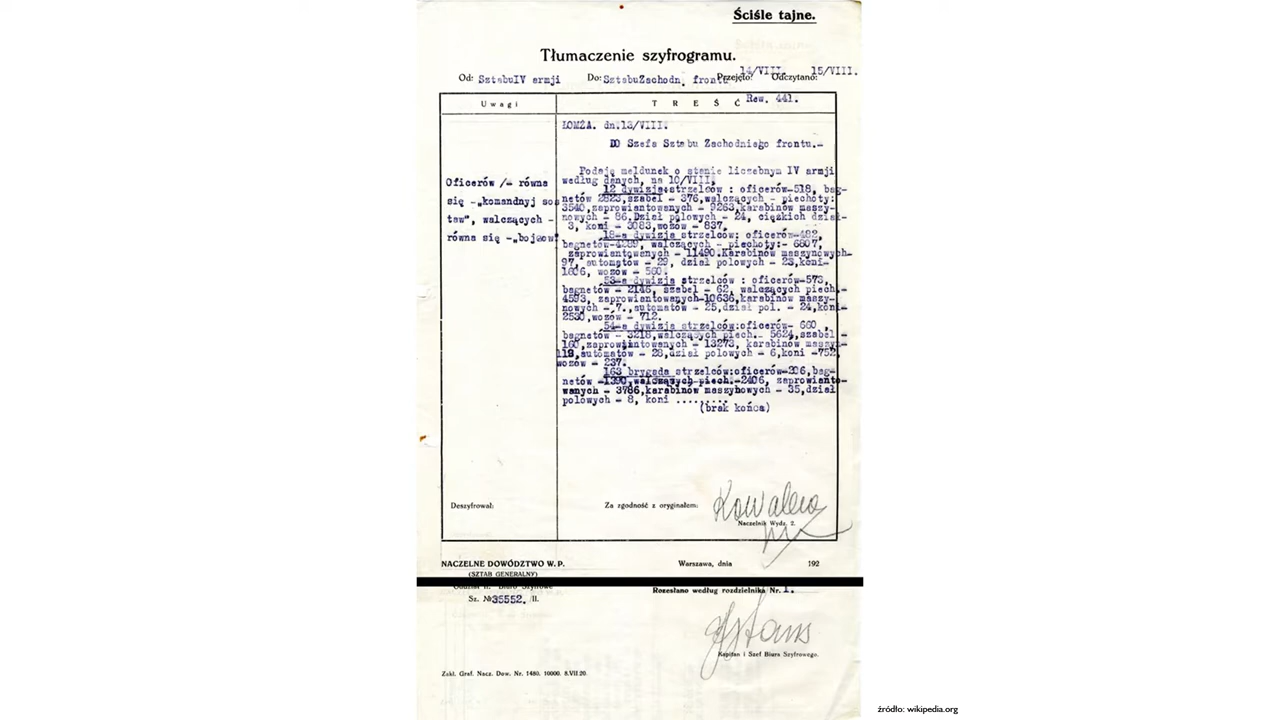 Ściśle tajne.
Tłumaczenie szyfrogramu.
Od: SztabuIV armji Do: SztabuZachodn. frontu Przejęto: 14/VIII. Odczytano: 15/VIII.
Uwagi
TREŚĆ Rew. 441.
ŁOMŻA. dn.13/VIII.
DO Szefa Sztabu Zachodniego frontu.-
Podaję meldunek o stanie liczebnym IV armji
według danych, na 10/VIII.
12 dywizja strzelców : oficerów-518, bag-
netów 2823,szabel - 376,walczących - piechoty:
3540,zaprowiantowanych - 9263,karabinów maszy-
nowych - 86.Dział polowych - 24, ciężkich dział-
3, koni - 3083,wozów - 837.
18-a dywizja strzelców: oficerów-482,
bagnetów-4289, walczących - piechoty:- 6807,
zaprowiantowanych - 11490.Karabinów maszynowych-
97, automatów - 29, dział polowych - 23,koni-
1806, wozów - 560.
53-a dywizja strzelców : oficerów-573,
bagnetów - 2146, szabel - 62, walczących piech.-
4593, zaprowiantowanych-10636,karabinów maszy-
nowych - 7.,automatów - 25,dział pol. - 24,koni-
2530,wozów - 712.
54-a dywizja strzelców:oficerów- 660 ,
bagnetów - 3218,walczących piech.- 5624,szabel -
160,zaprowiantowanych - 13273, karabinów maszyn-
119,automatów - 28,dział polowych - 6,koni -752,
wozów - 237.
163 brygada strzelców:oficerów-206,bag-
netów -1390,walczących piech.-2406, zaprowianto-
wanych - 3786,karabinów maszynowych - 35,dział
polowych - 8, koni .........
(brak końca)
Oficerów /- równa
się -„komandnyj sos
taw", walczących -
równa się -„bojcow"
Deszyfrował:
Za zgodność z oryginałem:
Naczelnik Wydz. 2.
NACZELNE DOWÓDZTWO W. P.
(SZTAB GENERALNY)
Warszawa, dnia 192
Oddział II. Biuro Szyfrowe
Sz. № 35552. /II.
Rozesłano według rozdzielnika Nr. 1.
Kapitan i Szef Biura Szyfrowego.
Zakł. Graf. Nacz. Dow. Nr. 1480. 10000. 8.VII 20.
źródło: wikipedia.org